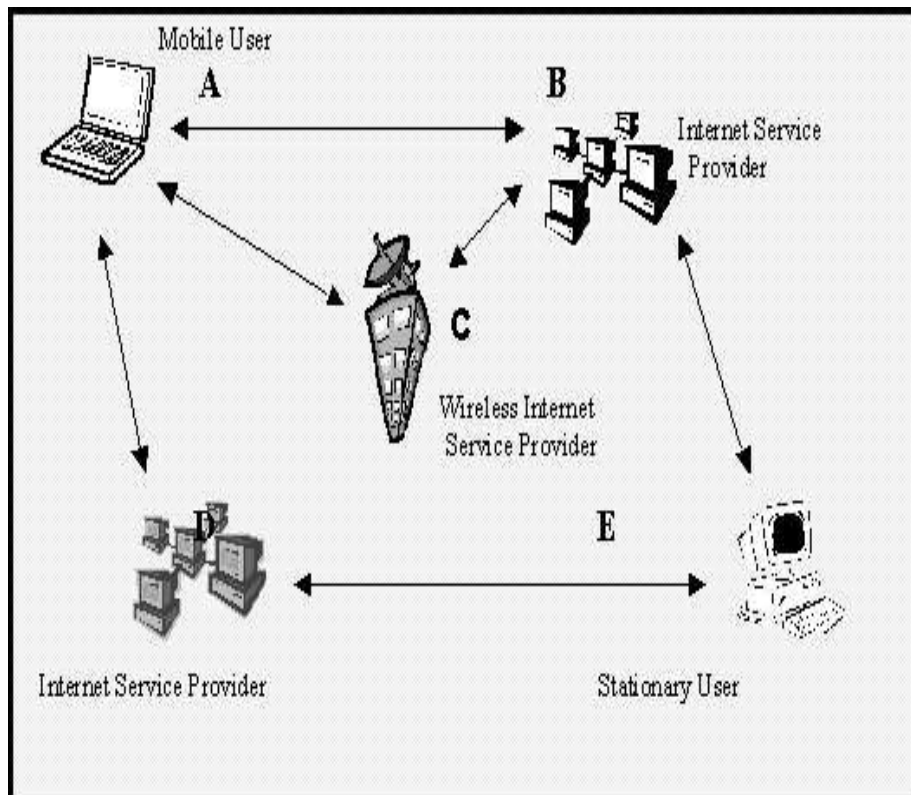 Mobile User
A
B
Internet Service
Provider
C
Wireless Internet
Service Provider
D
E
Internet Service Provider
Stationary User